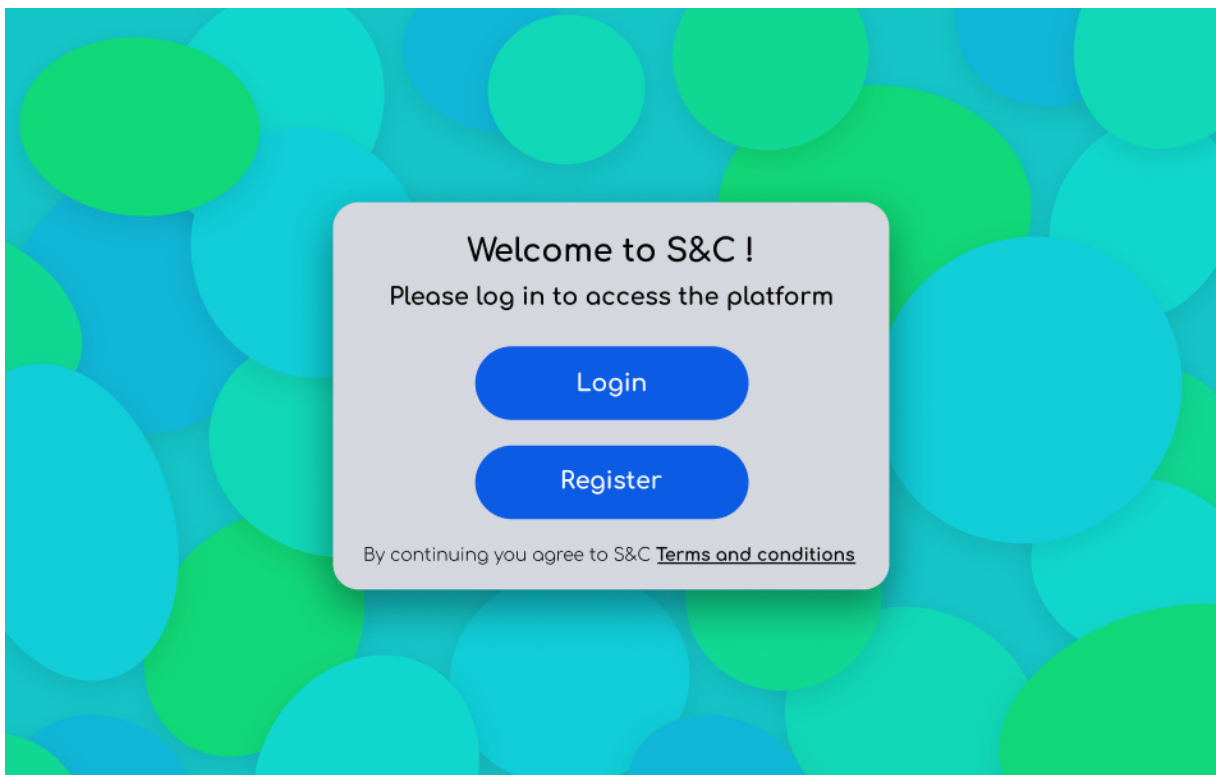 Welcome to S&C !
Please log in to access the platform
Login
Register
By continuing you agree to S&C Terms and conditions